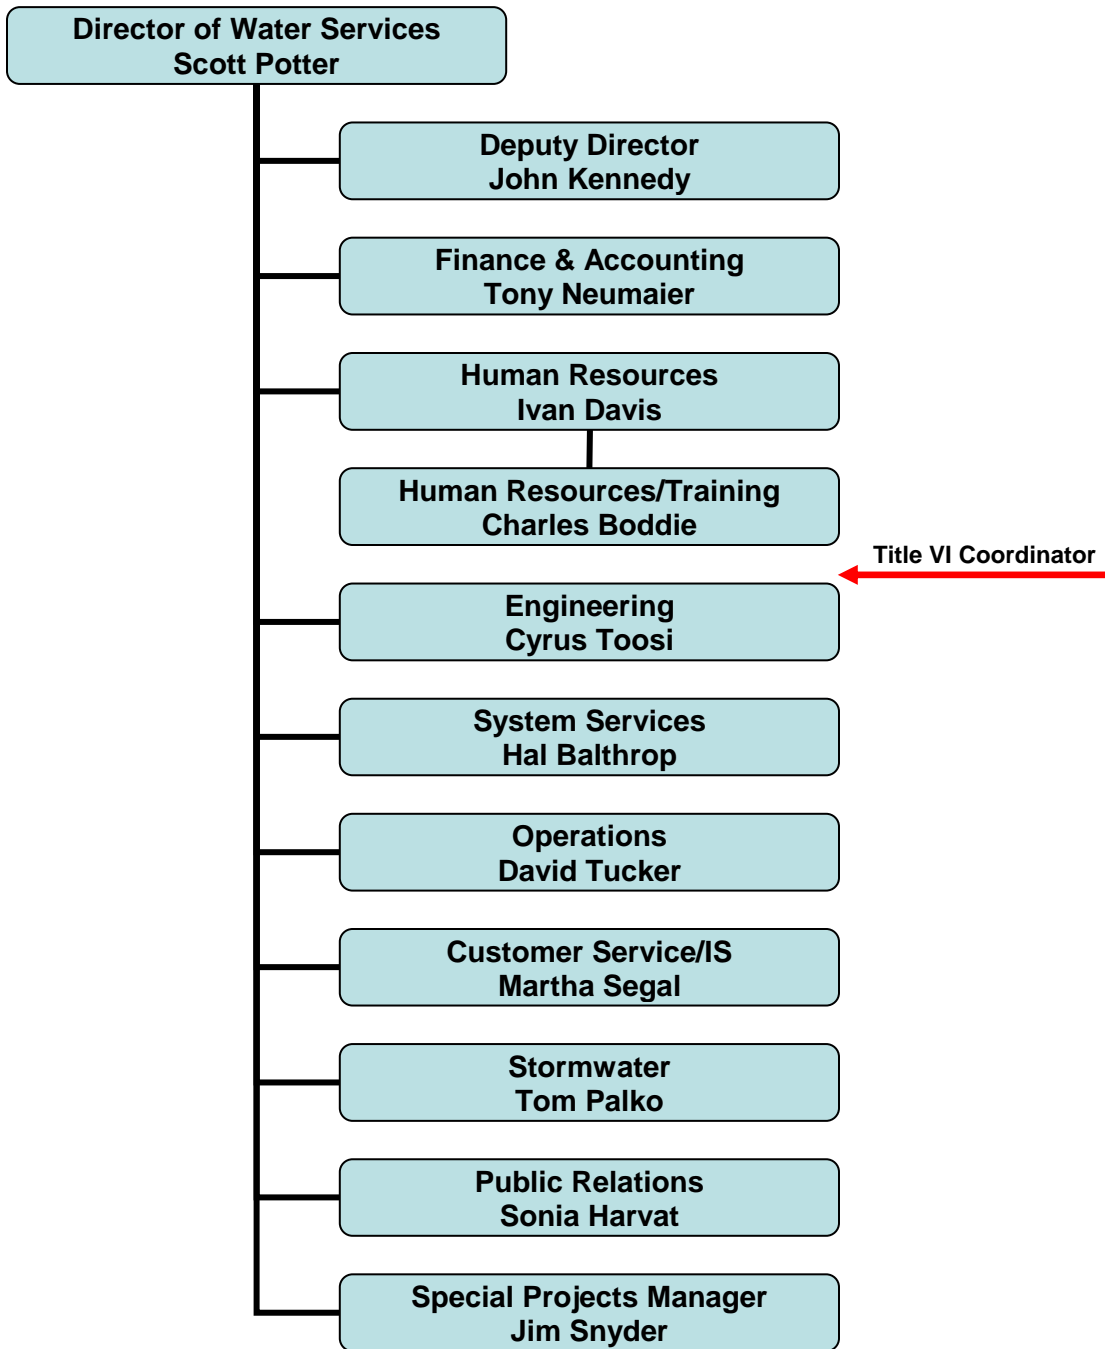 Director of Water Services
Scott Potter
Deputy Director
John Kennedy
Finance & Accounting
Tony Neumaier
Human Resources
Ivan Davis
Human Resources/Training
Charles Boddie
Title VI Coordinator
Engineering
Cyrus Toosi
System Services
Hal Balthrop
Operations
David Tucker
Customer Service/IS
Martha Segal
Stormwater
Tom Palko
Public Relations
Sonia Harvat
Special Projects Manager
Jim Snyder